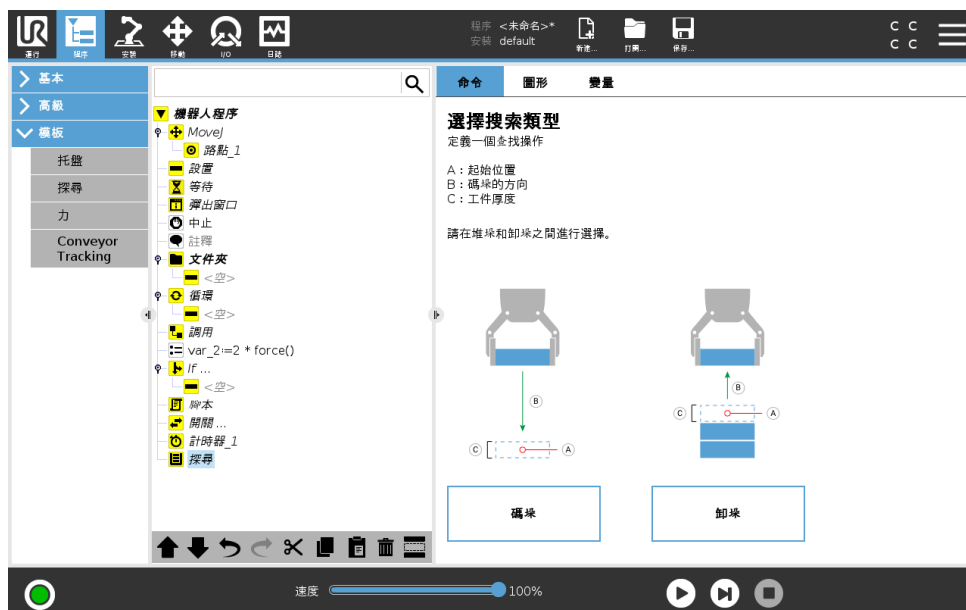 程序 <未命名>*
安裝 default
運行
程序
安裝
移動
I/O
日誌
新建...
打開...
保存...
C C
C C
基本
高級
模板
托盤
探尋
力
Conveyor
Tracking
機器人程序
MoveJ
路點_1
設置
等待
彈出窗口
中止
註釋
文件夾
<空>
循環
<空>
調用
var_2:=2 * force()
If ...
<空>
腳本
開關 ...
計時器_1
探尋
命令 圖形 變量
選擇搜索類型
定義一個查找操作
A：起始位置
B：碼垛的方向
C：工件厚度
請在堆垛和卸垛之間進行選擇。
B
C A
B
C A
碼垛 卸垛
速度 100%